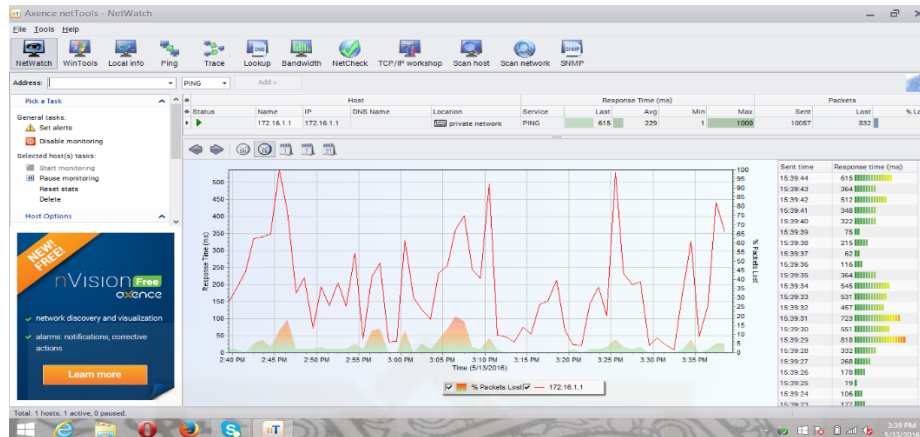 Axence netTools - NetWatch
File Tools Help
NetWatch WinTools Local info Ping Trace Lookup Bandwidth NetCheck TCP/IP workshop Scan host Scan network SNMP
Address: PING Add
Pick a Task
General tasks:
Set alerts
Disable monitoring
Selected host(s) tasks:
Start monitoring
Pause monitoring
Reset stats
Delete
Host Options
NEW!
FREE!
nVision Free
axence
network discovery and visualization
alarms: notifications, corrective
actions
Learn more
Host Response Time (ms) Packets
Status Name IP DNS Name Location Service Last Avg Min Max Sent Lost % Lo
172.16.1.1 172.16.1.1 private network PING 615 229 1 1000 10057 832
Response Time (ms)
500
450
400
350
300
250
200
150
100
50
0
100
95
90
85
80
75
70
65
60
55
50
45
40
35
30
25
20
15
10
5
0
% Packets Lost
2:40 PM 2:45 PM 2:50 PM 2:55 PM 3:00 PM 3:05 PM 3:10 PM 3:15 PM 3:20 PM 3:25 PM 3:30 PM 3:35 PM
Time (5/13/2016)
% Packets Lost 172.16.1.1
Sent time Response time (ms)
15:39:44 615
15:39:43 364
15:39:42 512
15:39:41 348
15:39:40 322
15:39:39 75
15:39:38 215
15:39:37 62
15:39:36 116
15:39:35 364
15:39:34 545
15:39:33 531
15:39:32 457
15:39:31 723
15:39:30 551
15:39:29 818
15:39:28 332
15:39:27 268
15:39:26 178
15:39:25 19
15:39:24 106
15:39:23 177
Total: 1 hosts, 1 active, 0 paused.
3:39 PM
5/13/2016